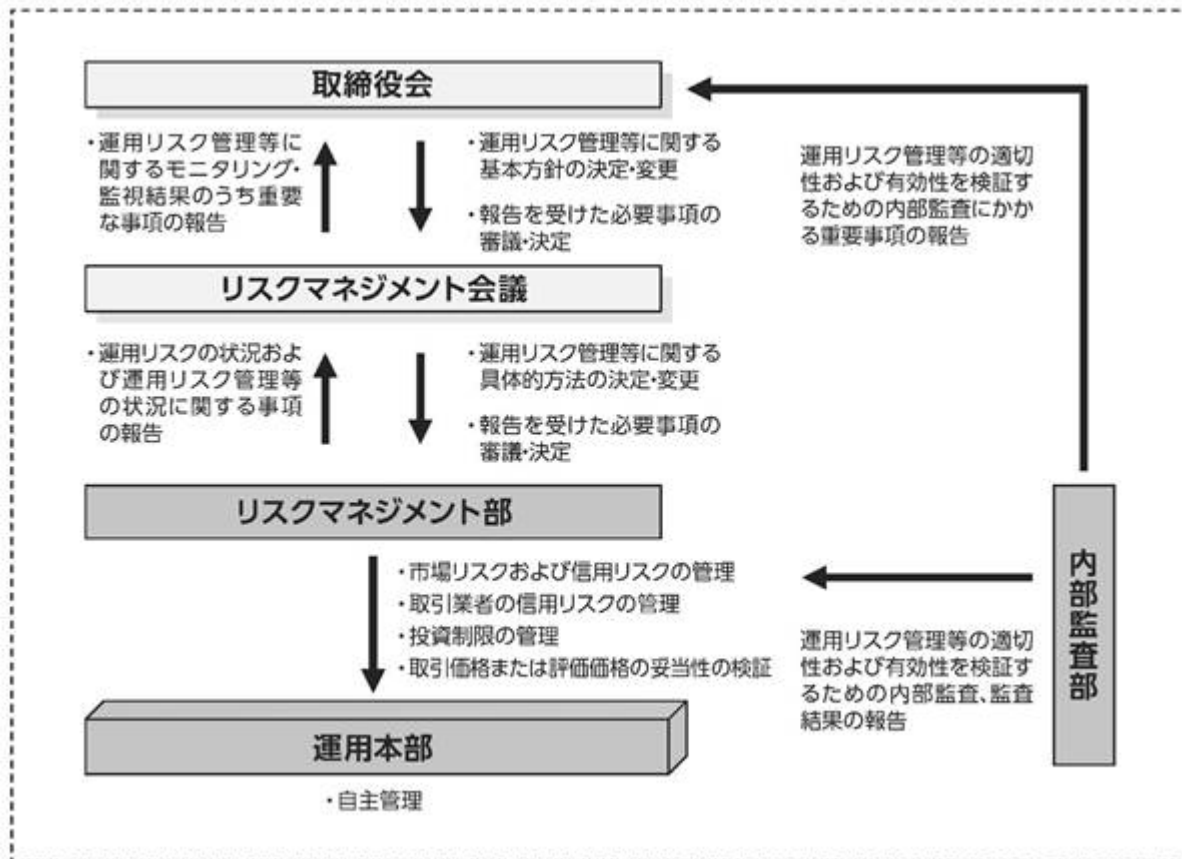 取締役会
・運用リスク管理等に
関するモニタリング・
監視結果のうち重要
な事項の報告
・運用リスク管理等に関する
基本方針の決定・変更
・報告を受けた必要事項の
審議・決定
運用リスク管理等の適切
性および有効性を検証す
るための内部監査にかか
る重要事項の報告
リスクマネジメント会議
・運用リスクの状況およ
び運用リスク管理等
の状況に関する事項
の報告
・運用リスク管理等に関する
具体的方法の決定・変更
・報告を受けた必要事項の
審議・決定
リスクマネジメント部
・市場リスクおよび信用リスクの管理
・取引業者の信用リスクの管理
・投資制限の管理
・取引価格または評価価格の妥当性の検証
内部監査部
運用リスク管理等の適切
性および有効性を検証す
るための内部監査、監査
結果の報告
運用本部
・自主管理